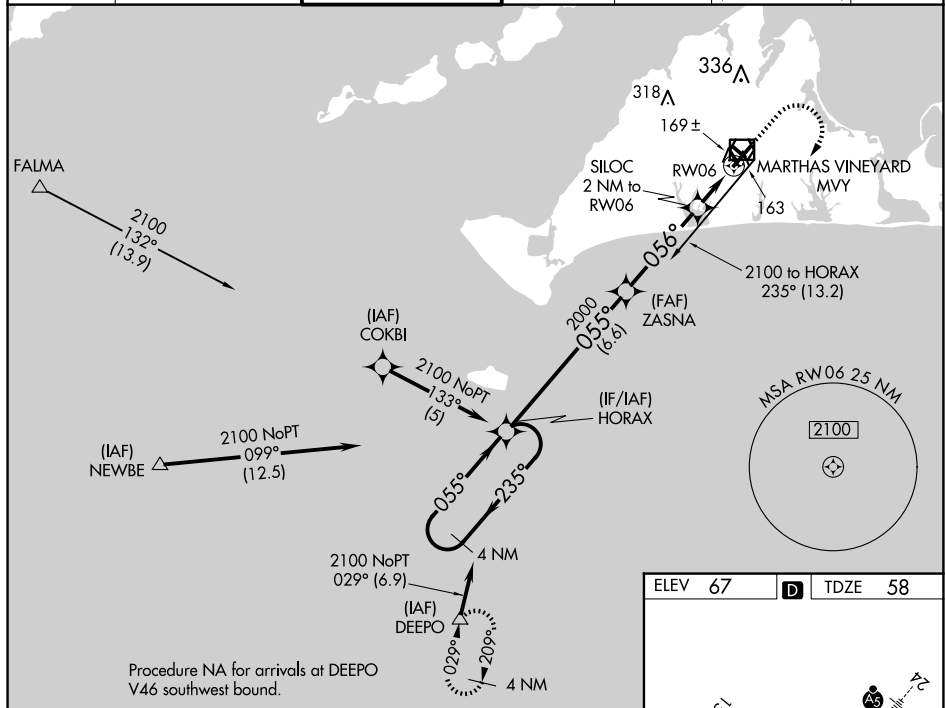 336
318
169 ±
FALMA
SILOC
2 NM to
RW06
RW06
MARTHAS VINEYARD
MVY
163
2100
132°
(13.9)
056°
2100 to HORAX
235° (13.2)
(FAF)
ZASNA
2000
055°
(6.6)
(IAF)
COKBI
2100 NoPT
133°
(5)
(IF/IAF)
HORAX
MSA RW06 25 NM
2100
(IAF)
NEWBE
2100 NoPT
099°
(12.5)
055°
235°
4 NM
2100 NoPT
029° (6.9)
(IAF)
DEEPO
029°
209°
4 NM
Procedure NA for arrivals at DEEPO
V46 southwest bound.
ELEV 67
D
TDZE 58
A5
24